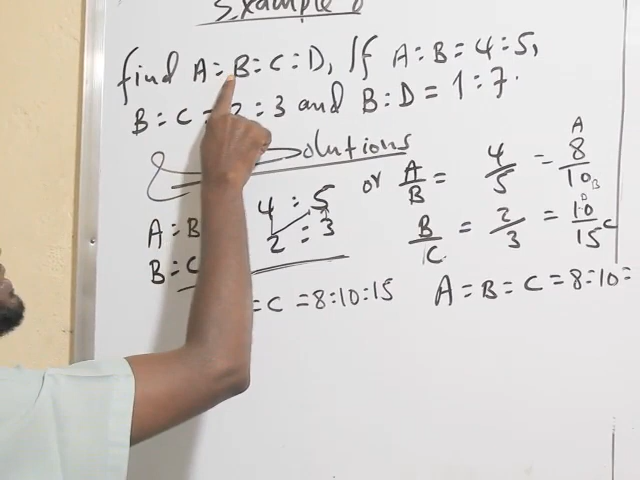 Example 8
find A:B:C:D, If A:B = 4:5,
B:C = 2:3 and B:D = 1:7.
Solutions
A:B 4 : 5
B:C 2 : 3
= C = 8:10:15
or A/B = 4/5 = 8/10 A B
B/C = 2/3 = 10/15 B C
A:B:C = 8:10: